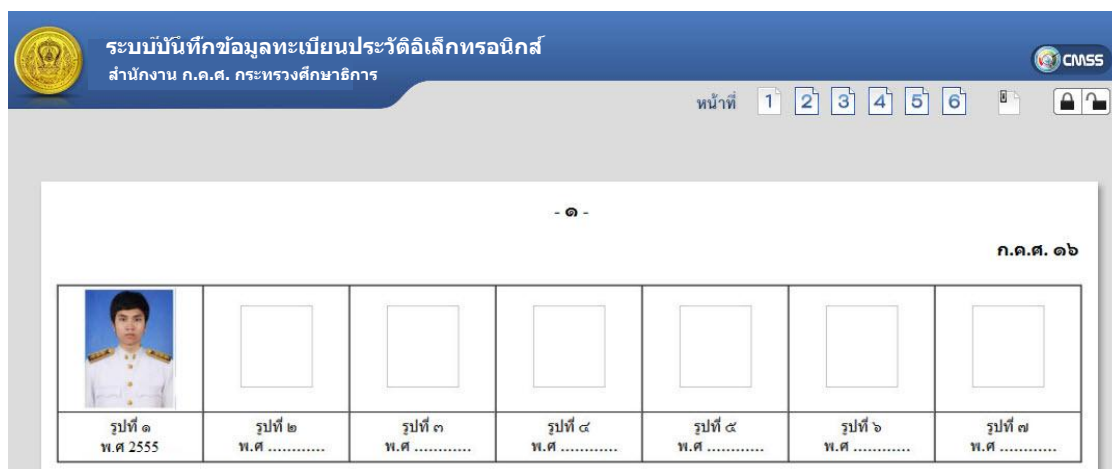 ระบบบันทึกข้อมูลทะเบียนประวัติอิเล็กทรอนิกส์
สำนักงาน ก.ค.ศ. กระทรวงศึกษาธิการ
CMSS
หน้าที่ 1 2 3 4 5 6
- ๑ -
ก.ค.ศ. ๑๖
รูปที่ ๑ รูปที่ ๒ รูปที่ ๓ รูปที่ ๔ รูปที่ ๕ รูปที่ ๖ รูปที่ ๗
พ.ศ 2555 พ.ศ ............ พ.ศ ............ พ.ศ ............ พ.ศ ............ พ.ศ ............ พ.ศ ............